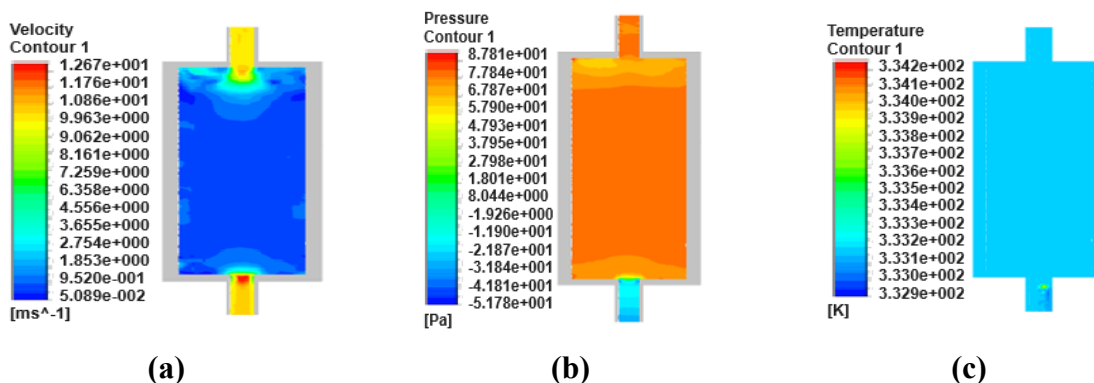 Velocity
Contour 1
1.267e+001
1.176e+001
1.086e+001
9.963e+000
9.062e+000
8.161e+000
7.259e+000
6.358e+000
4.556e+000
3.655e+000
2.754e+000
1.853e+000
9.520e-001
5.089e-002
[ms^-1]
(a)
Pressure
Contour 1
8.781e+001
7.784e+001
6.787e+001
5.790e+001
4.793e+001
3.795e+001
2.798e+001
1.801e+001
8.044e+000
-1.926e+000
-1.190e+001
-2.187e+001
-3.184e+001
-4.181e+001
-5.178e+001
[Pa]
(b)
Temperature
Contour 1
3.342e+002
3.341e+002
3.340e+002
3.339e+002
3.338e+002
3.337e+002
3.336e+002
3.335e+002
3.334e+002
3.333e+002
3.332e+002
3.331e+002
3.330e+002
3.329e+002
[K]
(c)